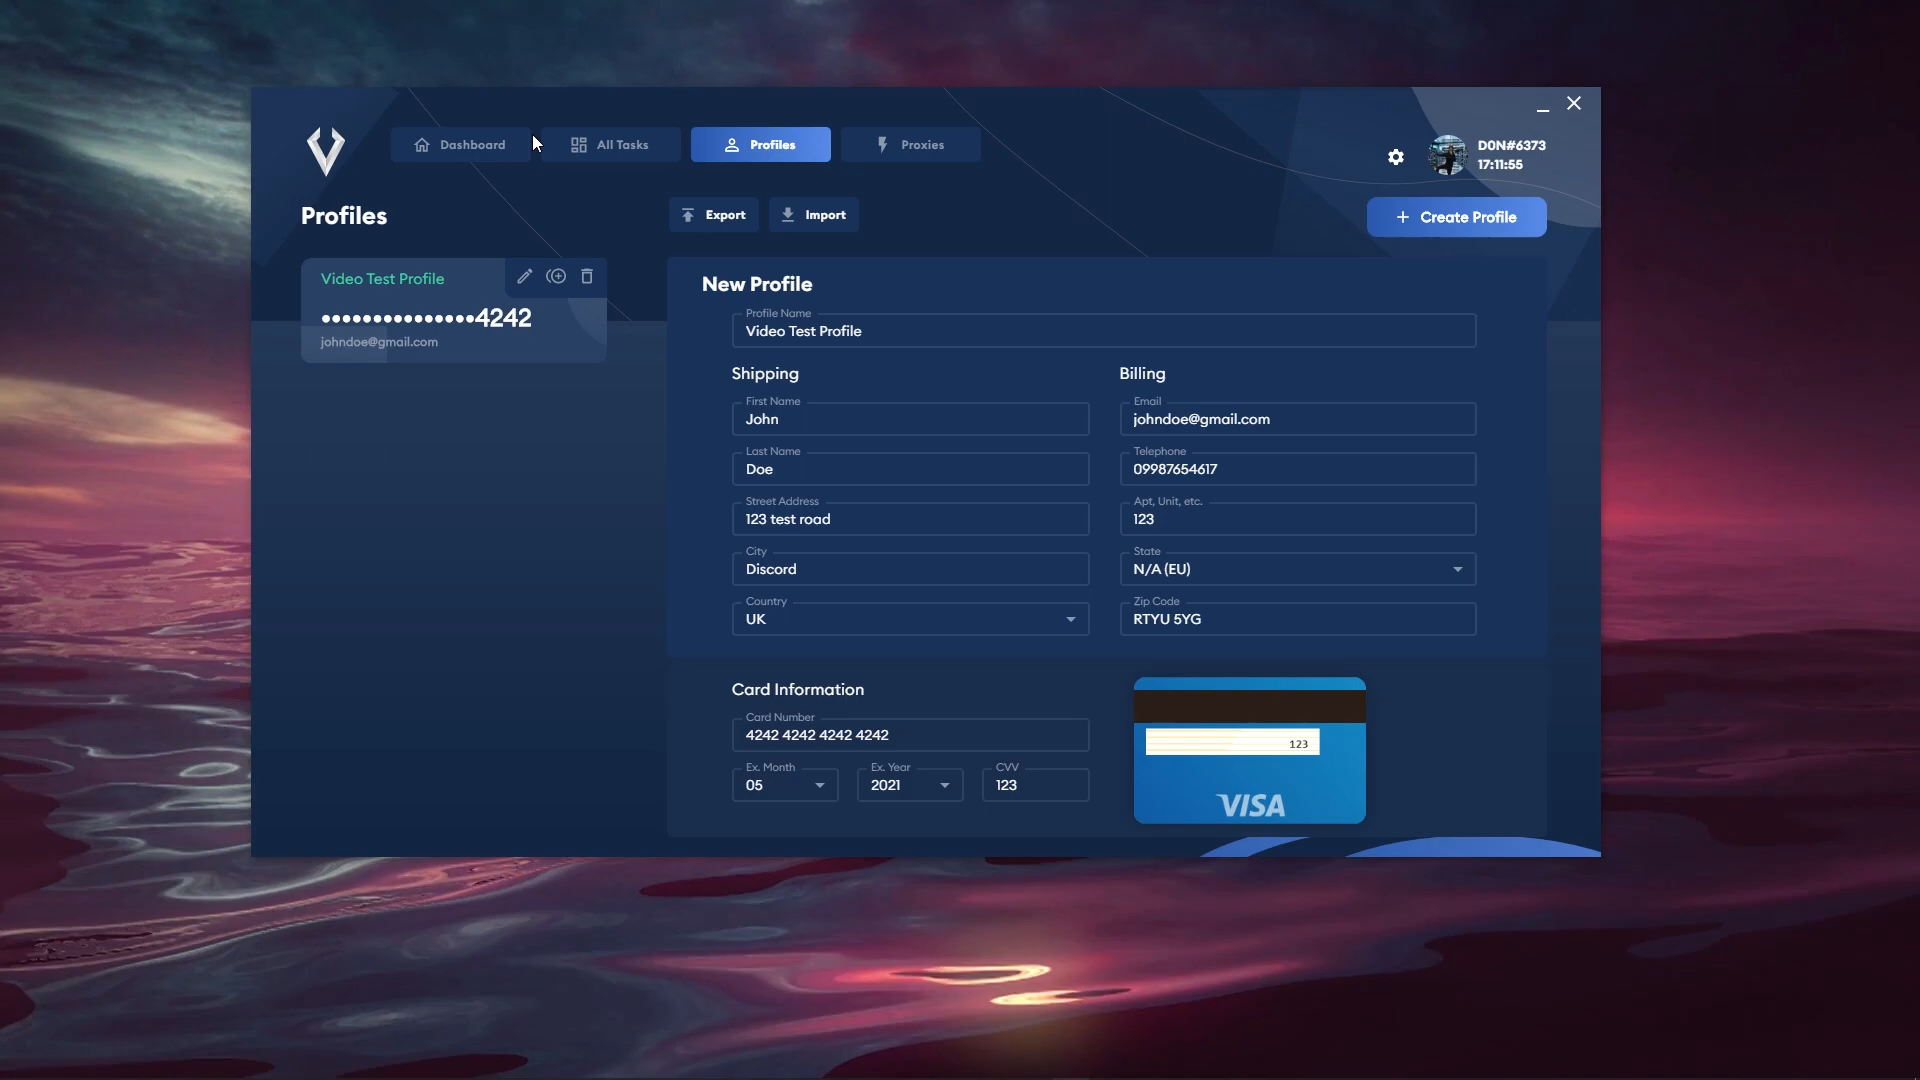 Dashboard
All Tasks
Profiles
Proxies
D0N#6373
17:11:55
Profiles
Export
Import
+ Create Profile
Video Test Profile
•••••••••••••••4242
johndoe@gmail.com
New Profile
Profile Name
Video Test Profile
Shipping
Billing
First Name
John
Email
johndoe@gmail.com
Last Name
Doe
Telephone
09987654617
Street Address
123 test road
Apt, Unit, etc.
123
City
Discord
State
N/A (EU)
Country
UK
Zip Code
RTYU 5YG
Card Information
Card Number
4242 4242 4242 4242
Ex. Month
05
Ex. Year
2021
CVV
123
123
VISA